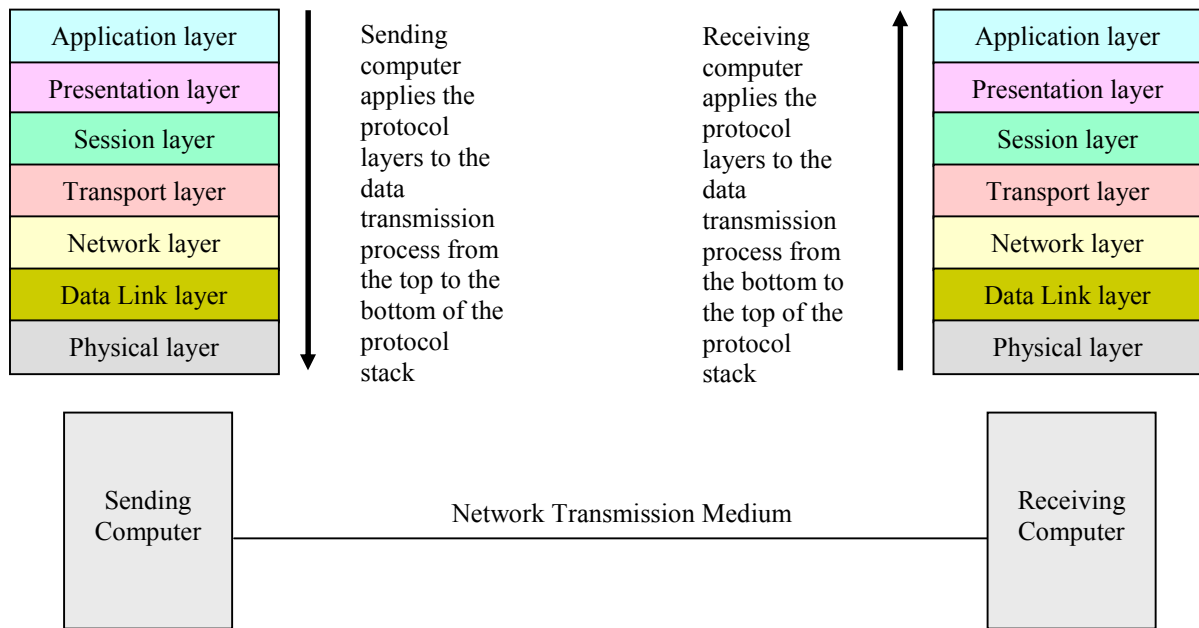 Application layer
Presentation layer
Session layer
Transport layer
Network layer
Data Link layer
Physical layer
Sending
computer
applies the
protocol
layers to the
data
transmission
process from
the top to the
bottom of the
protocol
stack
Receiving
computer
applies the
protocol
layers to the
data
transmission
process from
the bottom to
the top of the
protocol
stack
Application layer
Presentation layer
Session layer
Transport layer
Network layer
Data Link layer
Physical layer
Sending
Computer
Network Transmission Medium
Receiving
Computer